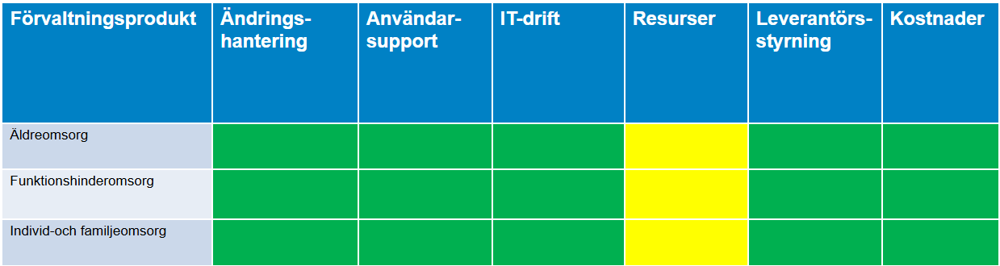 Förvaltningsprodukt
Ändrings-
hantering
Användar-
support
IT-drift
Resurser
Leverantörs-
styrning
Kostnader
Äldreomsorg
Funktionshinderomsorg
Individ-och familjeomsorg